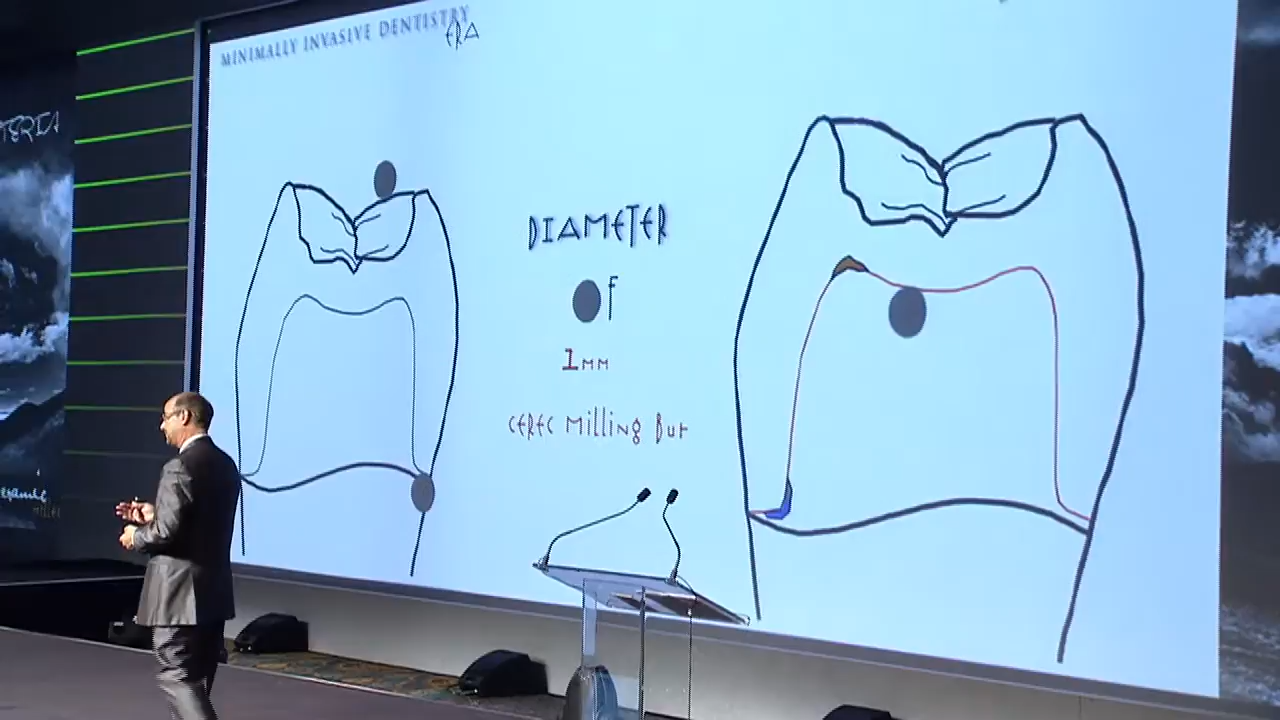 MINIMALLY INVASIVE DENTISTRY
ERA
DIAMETER
Of
1MM
CEREC Milling Bur